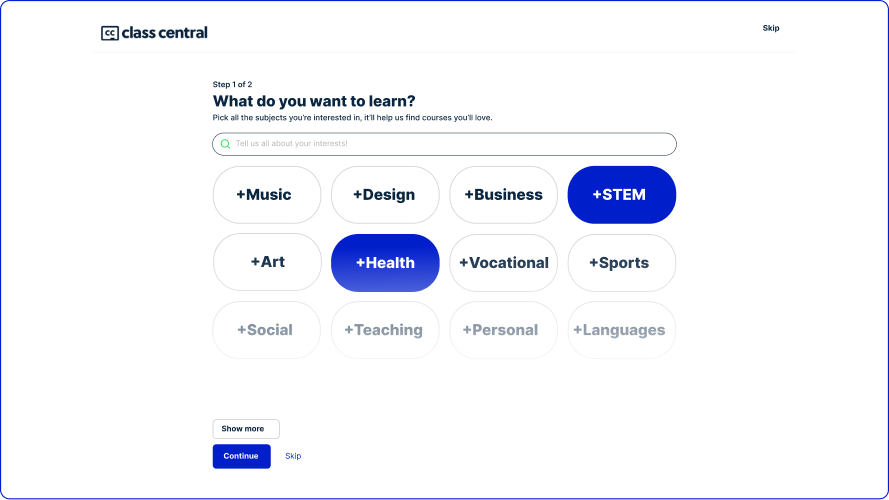 CC class central
Skip
Step 1 of 2
What do you want to learn?
Pick all the subjects you're interested in, it'll help us find courses you'll love.
Tell us all about your interests!
+Music +Design +Business +STEM
+Art +Health +Vocational +Sports
+Social +Teaching +Personal +Languages
Show more
Continue Skip